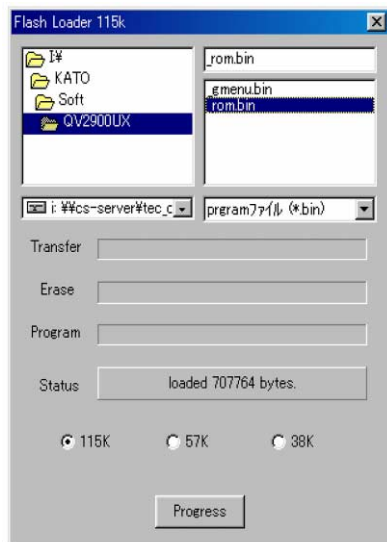 Flash Loader 115k
I¥
KATO
Soft
QV2900UX
_rom.bin
_gmenu.bin
_rom.bin
i: ¥¥cs-server¥tec_c
prgramファイル (*.bin)
Transfer
Erase
Program
Status
loaded 707764 bytes.
115K 57K 38K
Progress